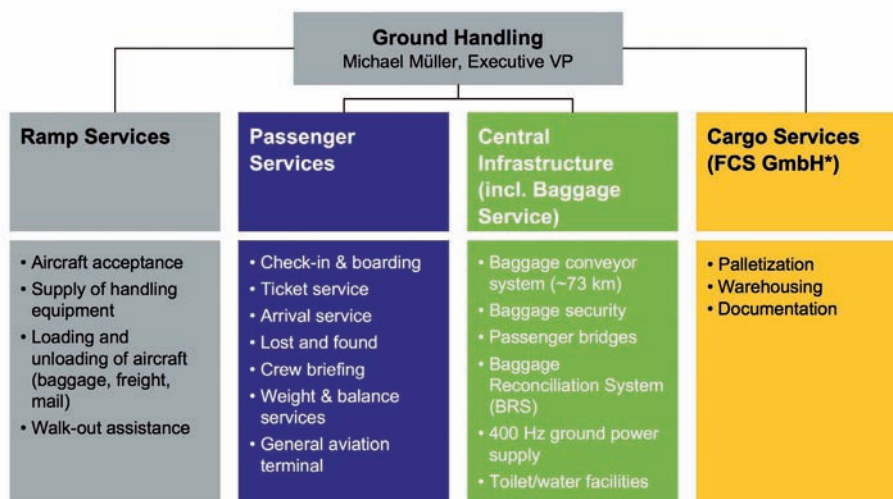 Ground Handling
Michael Müller, Executive VP
Ramp Services
• Aircraft acceptance
• Supply of handling
equipment
• Loading and
unloading of aircraft
(baggage, freight,
mail)
• Walk-out assistance
Passenger
Services
• Check-in & boarding
• Ticket service
• Arrival service
• Lost and found
• Crew briefing
• Weight & balance
services
• General aviation
terminal
Central
Infrastructure
(incl. Baggage
Service)
• Baggage conveyor
system (~73 km)
• Baggage security
• Passenger bridges
• Baggage
Reconciliation System
(BRS)
• 400 Hz ground power
supply
• Toilet/water facilities
Cargo Services
(FCS GmbH*)
• Palletization
• Warehousing
• Documentation